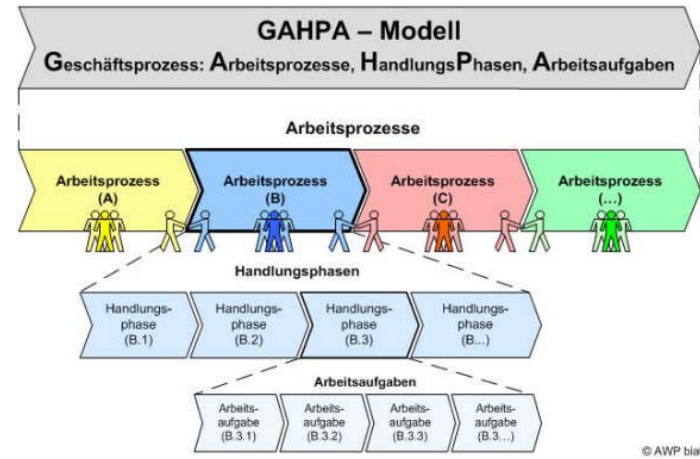 GAHPA – Modell
Geschäftsprozess: Arbeitsprozesse, HandlungsPhasen, Arbeitsaufgaben
Arbeitsprozesse
Arbeitsprozess
(A)
Arbeitsprozess
(B)
Arbeitsprozess
(C)
Arbeitsprozess
(...)
Handlungsphasen
Handlungs-
phase
(B.1)
Handlungs-
phase
(B.2)
Handlungs-
phase
(B.3)
Handlungs-
phase
(B...)
Arbeitsaufgaben
Arbeits-
aufgabe
(B.3.1)
Arbeits-
aufgabe
(B.3.2)
Arbeits-
aufgabe
(B.3.3)
Arbeits-
aufgabe
(B.3...)
© AWP